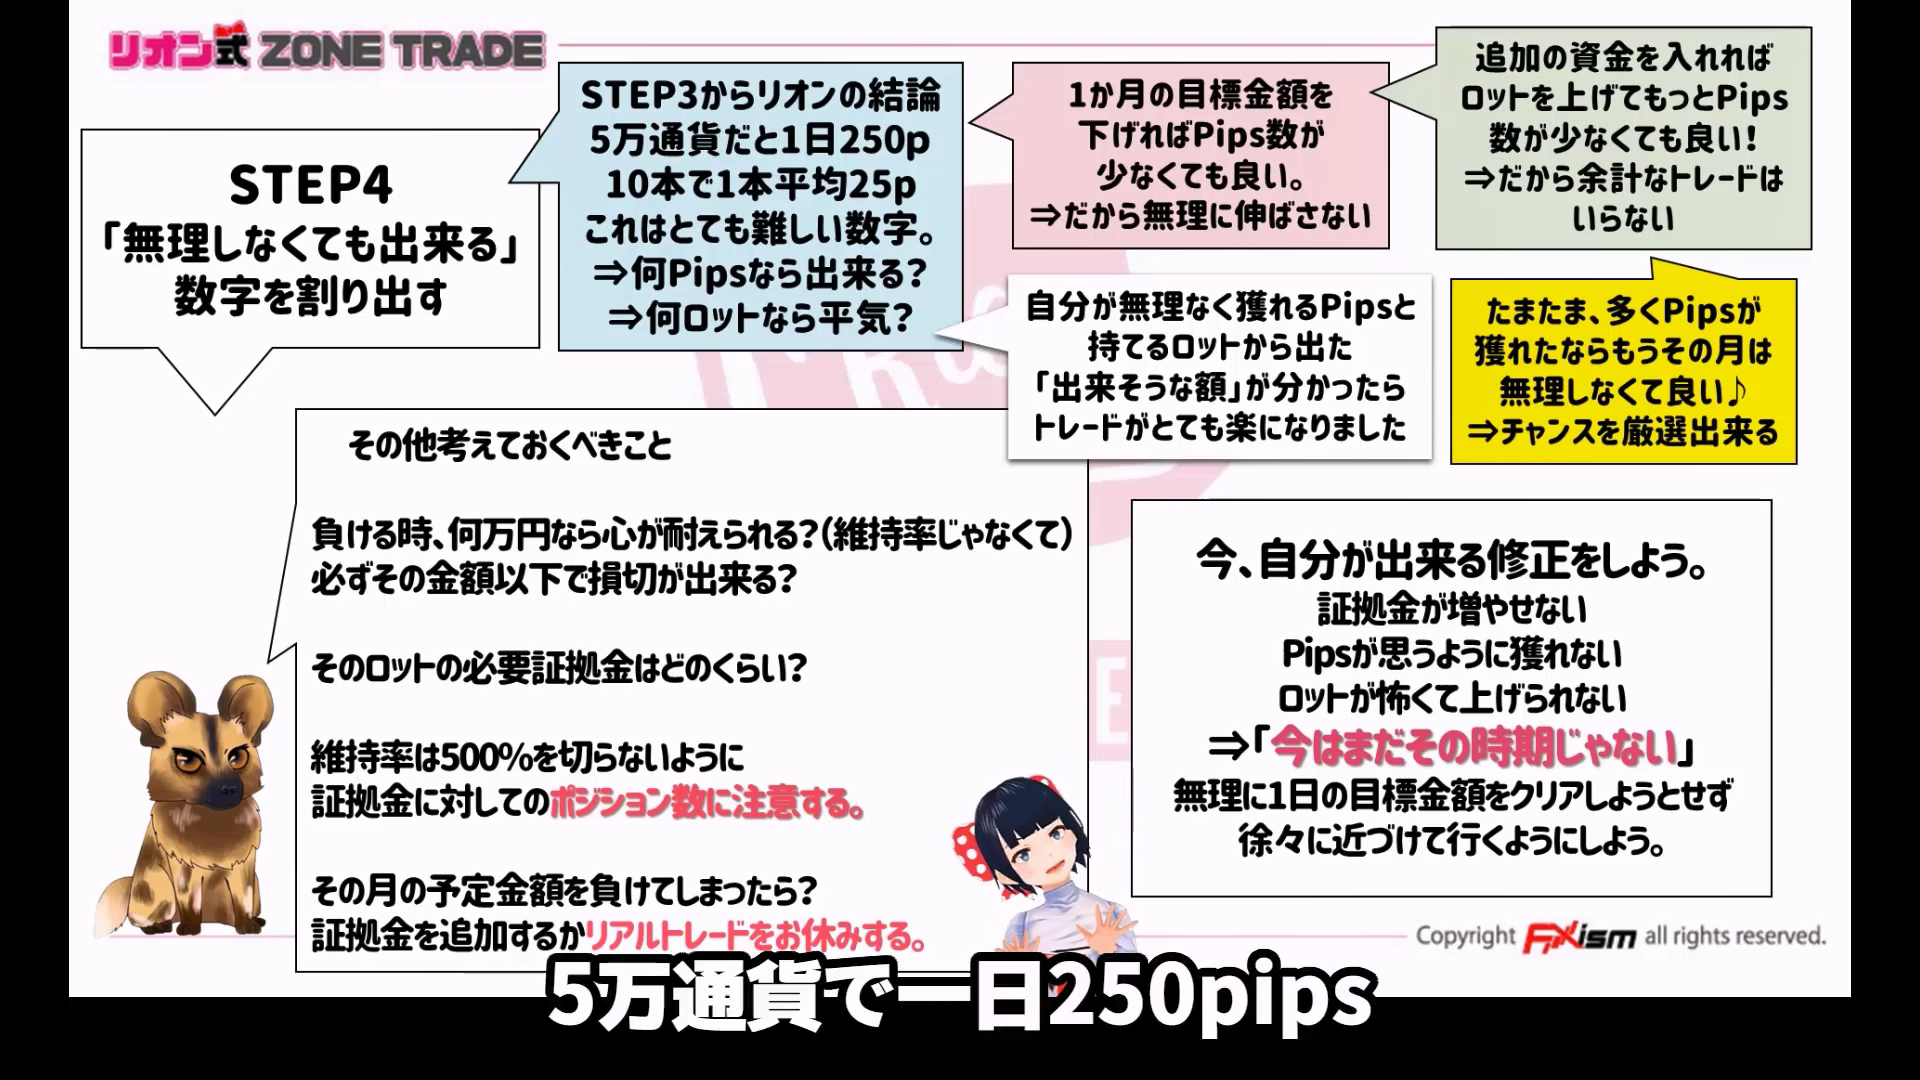 リオン式 ZONE TRADE
STEP4
「無理しなくても出来る」
数字を割り出す
STEP3からリオンの結論
5万通貨だと1日250p
10本で1本平均25p
これはとても難しい数字。
⇒何Pipsなら出来る?
⇒何ロットなら平気?
1か月の目標金額を
下げればPips数が
少なくても良い。
⇒だから無理に伸ばさない
追加の資金を入れれば
ロットを上げてもっとPips
数が少なくても良い!
⇒だから余計なトレードは
いらない
自分が無理なく獲れるPipsと
持てるロットから出た
「出来そうな額」が分かったら
トレードがとても楽になりました
たまたま、多くPipsが
獲れたならもうその月は
無理しなくて良い♪
⇒チャンスを厳選出来る
その他考えておくべきこと
負ける時、何万円なら心が耐えられる?(維持率じゃなくて)
必ずその金額以下で損切が出来る?
そのロットの必要証拠金はどのくらい?
維持率は500%を切らないように
証拠金に対してのポジション数に注意する。
その月の予定金額を負けてしまったら?
証拠金を追加するかリアルトレードをお休みする。
今、自分が出来る修正をしよう。
証拠金が増やせない
Pipsが思うように獲れない
ロットが怖くて上げられない
⇒「今はまだその時期じゃない」
無理に1日の目標金額をクリアしようとせず
徐々に近づけて行くようにしよう。
Copyright FXism all rights reserved.
5万通貨で一日250pips